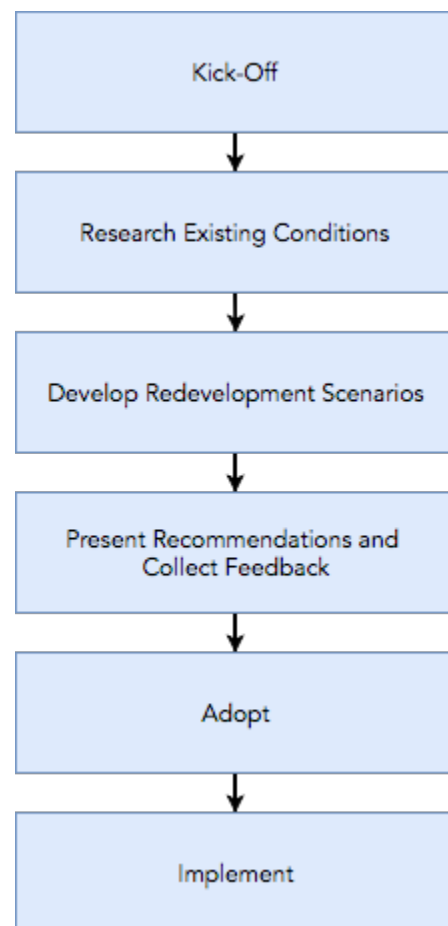 Kick-Off
Research Existing Conditions
Develop Redevelopment Scenarios
Present Recommendations and
Collect Feedback
Adopt
Implement